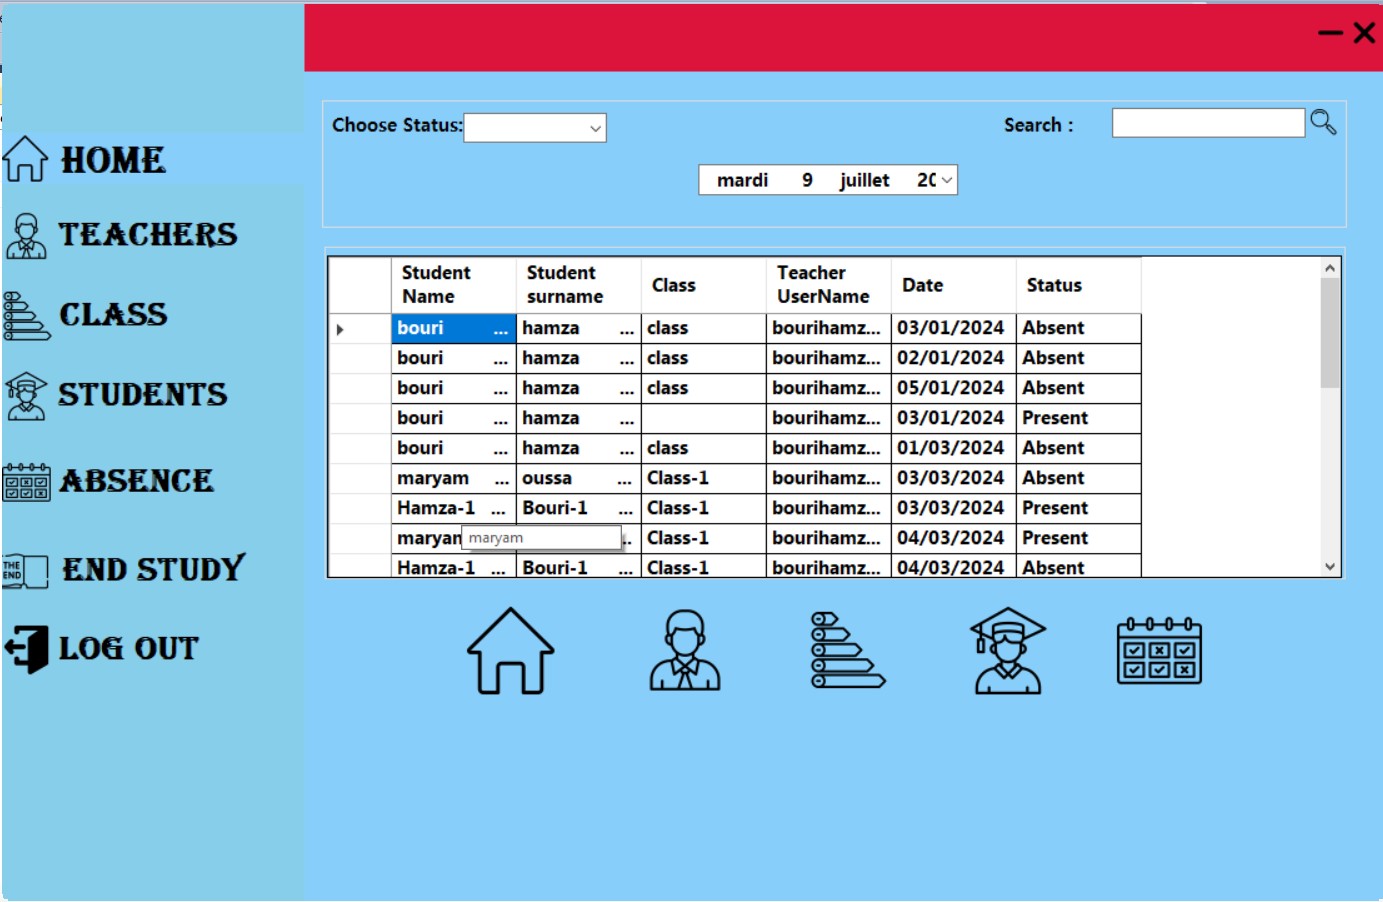 HOME
TEACHERS
CLASS
STUDENTS
ABSENCE
THE END
END STUDY
LOG OUT
Choose Status:
Search :
mardi 9 juillet 20
Student Name Student surname Class Teacher UserName Date Status
bouri ... hamza ... class bourihamz... 03/01/2024 Absent
bouri ... hamza ... class bourihamz... 02/01/2024 Absent
bouri ... hamza ... class bourihamz... 05/01/2024 Absent
bouri ... hamza ... bourihamz... 03/01/2024 Present
bouri ... hamza ... class bourihamz... 01/03/2024 Absent
maryam ... oussa ... Class-1 bourihamz... 03/03/2024 Absent
Hamza-1 ... Bouri-1 ... Class-1 bourihamz... 03/03/2024 Present
maryam .. Class-1 bourihamz... 04/03/2024 Present
maryam
Hamza-1 ... Bouri-1 ... Class-1 bourihamz... 04/03/2024 Absent